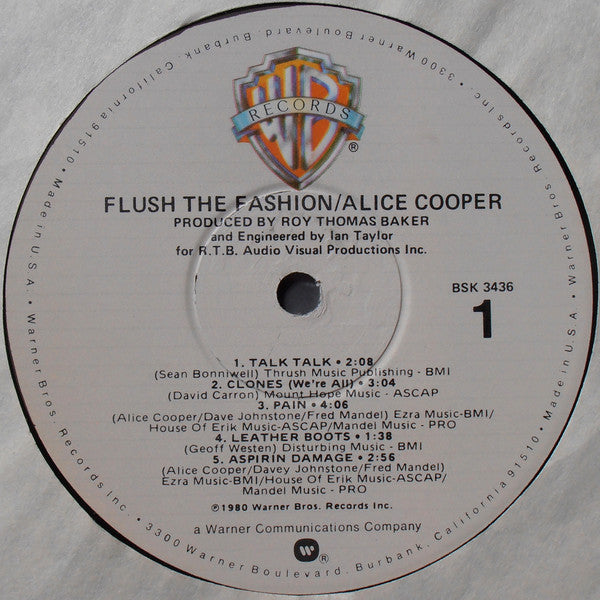 WB
RECORDS
®
FLUSH THE FASHION/ALICE COOPER
PRODUCED BY ROY THOMAS BAKER
and Engineered by Ian Taylor
for R.T.B. Audio Visual Productions Inc.
BSK 3436
1
1. TALK TALK • 2:08
(Sean Bonniwell) Thrush Music Publishing - BMI
2. CLONES (We're All) • 3:04
(David Carron) Mount Hope Music - ASCAP
3. PAIN • 4:06
(Alice Cooper/Dave Johnstone/Fred Mandel) Ezra Music-BMI/
House Of Erik Music-ASCAP/Mandel Music - PRO
4. LEATHER BOOTS • 1:38
(Geoff Westen) Disturbing Music - BMI
5. ASPIRIN DAMAGE • 2:56
(Alice Cooper/Davey Johnstone/Fred Mandel)
Ezra Music-BMI/House Of Erik Music-ASCAP/
Mandel Music - PRO
℗1980 Warner Bros. Records Inc.
a Warner Communications Company
®
Warner Bros. Records Inc. • 3300 Warner Boulevard, Burbank, California 91510 • Made in U.S.A. • Warner Bros. Records Inc. • 3300 Warner Boulevard, Burbank, California 91510 • Made in U.S.A. •